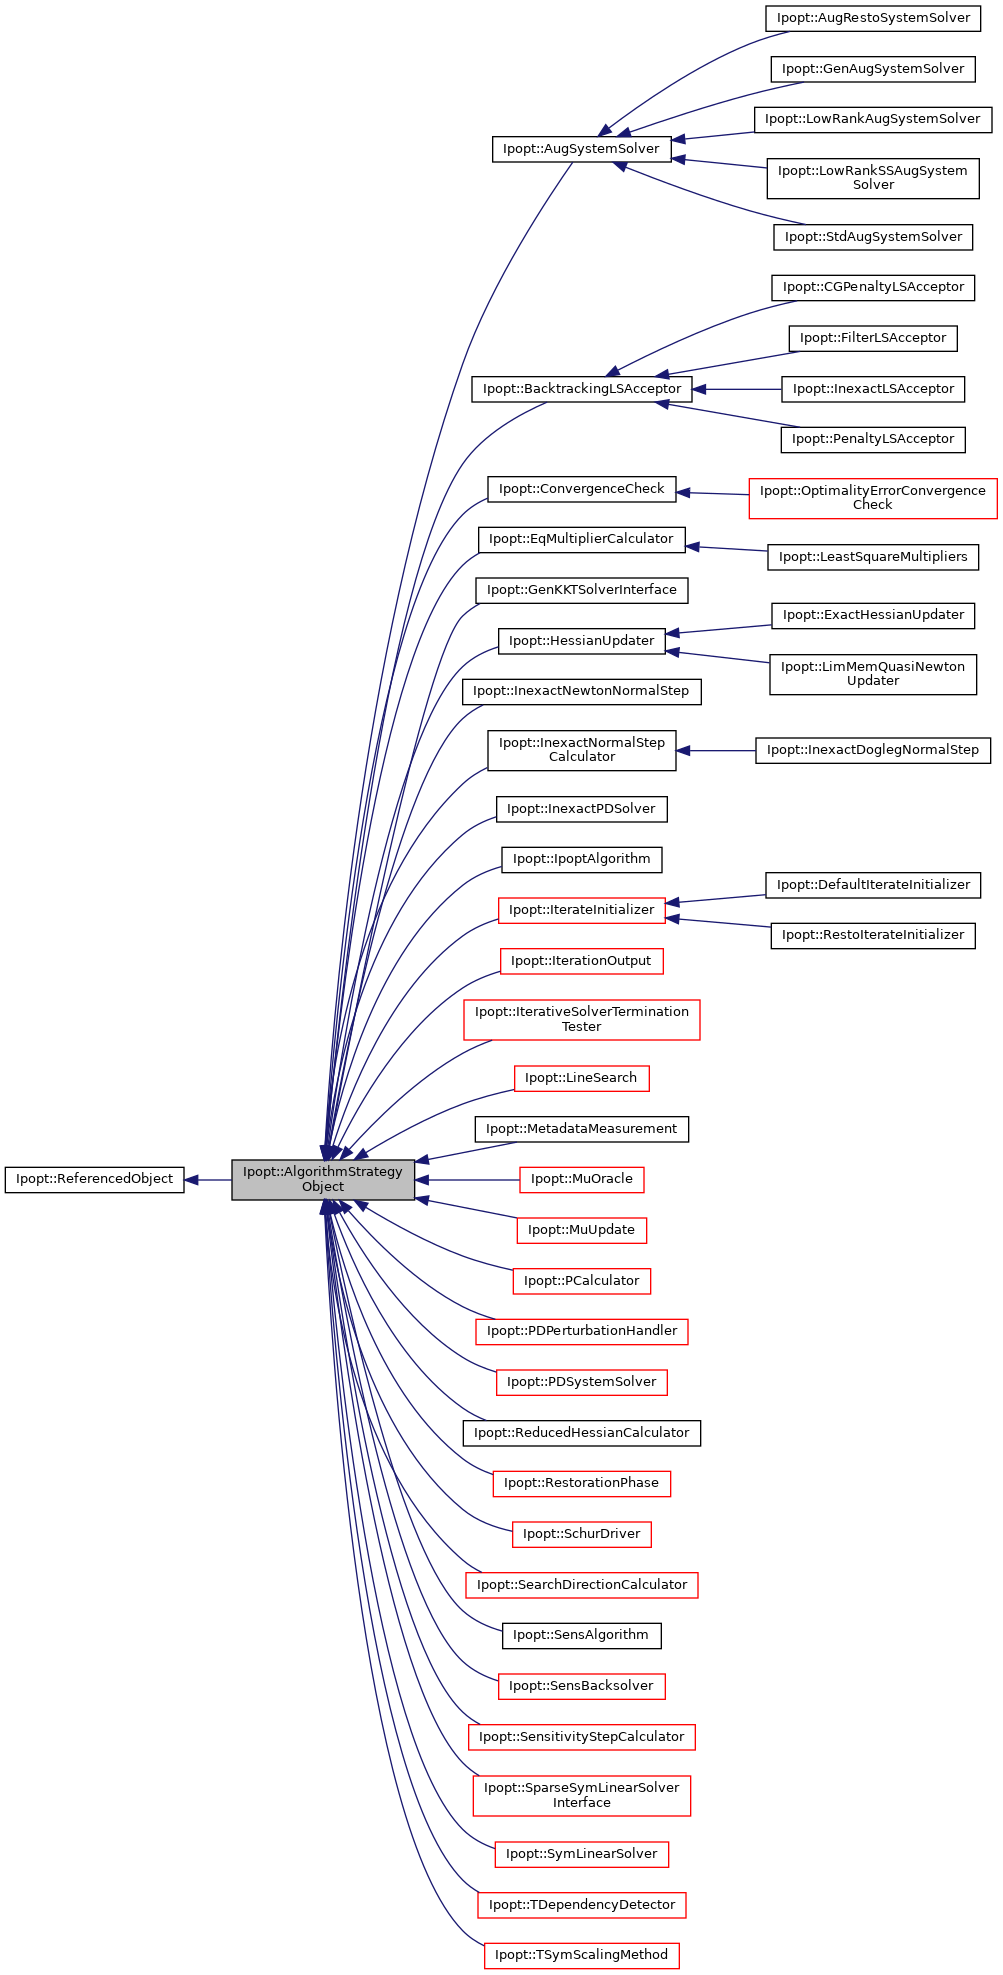 Ipopt::AugRestoSystemSolver
Ipopt::GenAugSystemSolver
Ipopt::LowRankAugSystemSolver
Ipopt::AugSystemSolver
Ipopt::LowRankSSAugSystem
Solver
Ipopt::StdAugSystemSolver
Ipopt::CGPenaltyLSAcceptor
Ipopt::FilterLSAcceptor
Ipopt::BacktrackingLSAcceptor
Ipopt::InexactLSAcceptor
Ipopt::PenaltyLSAcceptor
Ipopt::ConvergenceCheck
Ipopt::OptimalityErrorConvergence
Check
Ipopt::EqMultiplierCalculator
Ipopt::LeastSquareMultipliers
Ipopt::GenKKTSolverInterface
Ipopt::ExactHessianUpdater
Ipopt::HessianUpdater
Ipopt::LimMemQuasiNewton
Updater
Ipopt::InexactNewtonNormalStep
Ipopt::InexactNormalStep
Calculator
Ipopt::InexactDoglegNormalStep
Ipopt::InexactPDSolver
Ipopt::IpoptAlgorithm
Ipopt::DefaultIterateInitializer
Ipopt::IterateInitializer
Ipopt::RestoIterateInitializer
Ipopt::IterationOutput
Ipopt::IterativeSolverTermination
Tester
Ipopt::LineSearch
Ipopt::MetadataMeasurement
Ipopt::ReferencedObject
Ipopt::AlgorithmStrategy
Object
Ipopt::MuOracle
Ipopt::MuUpdate
Ipopt::PCalculator
Ipopt::PDPerturbationHandler
Ipopt::PDSystemSolver
Ipopt::ReducedHessianCalculator
Ipopt::RestorationPhase
Ipopt::SchurDriver
Ipopt::SearchDirectionCalculator
Ipopt::SensAlgorithm
Ipopt::SensBacksolver
Ipopt::SensitivityStepCalculator
Ipopt::SparseSymLinearSolver
Interface
Ipopt::SymLinearSolver
Ipopt::TDependencyDetector
Ipopt::TSymScalingMethod